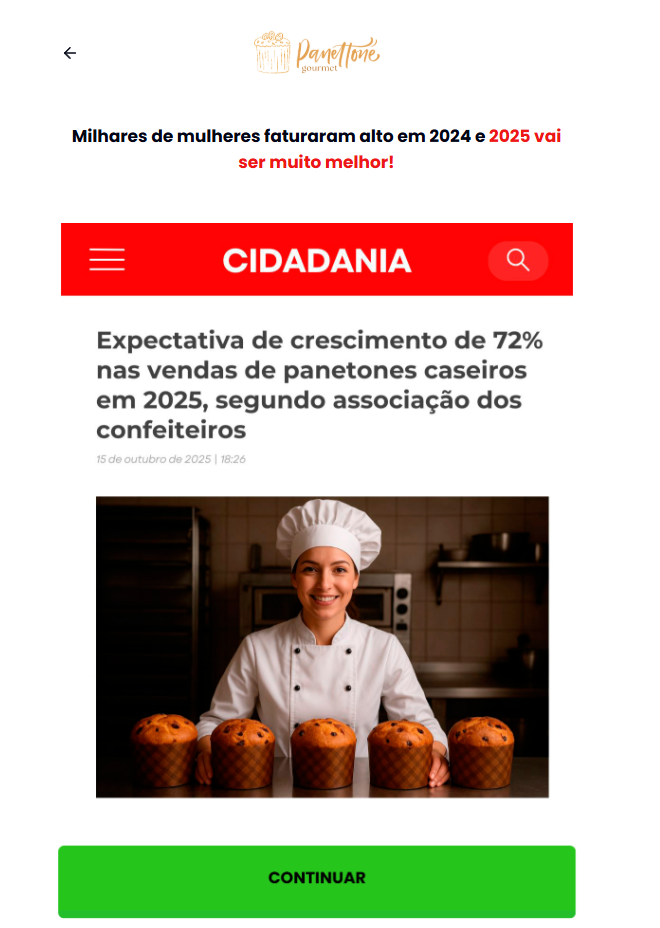 Panettone
gourmet
Milhares de mulheres faturaram alto em 2024 e 2025 vai
ser muito melhor!
CIDADANIA
Expectativa de crescimento de 72%
nas vendas de panetones caseiros
em 2025, segundo associação dos
confeiteiros
15 de outubro de 2025 | 18:26
CONTINUAR